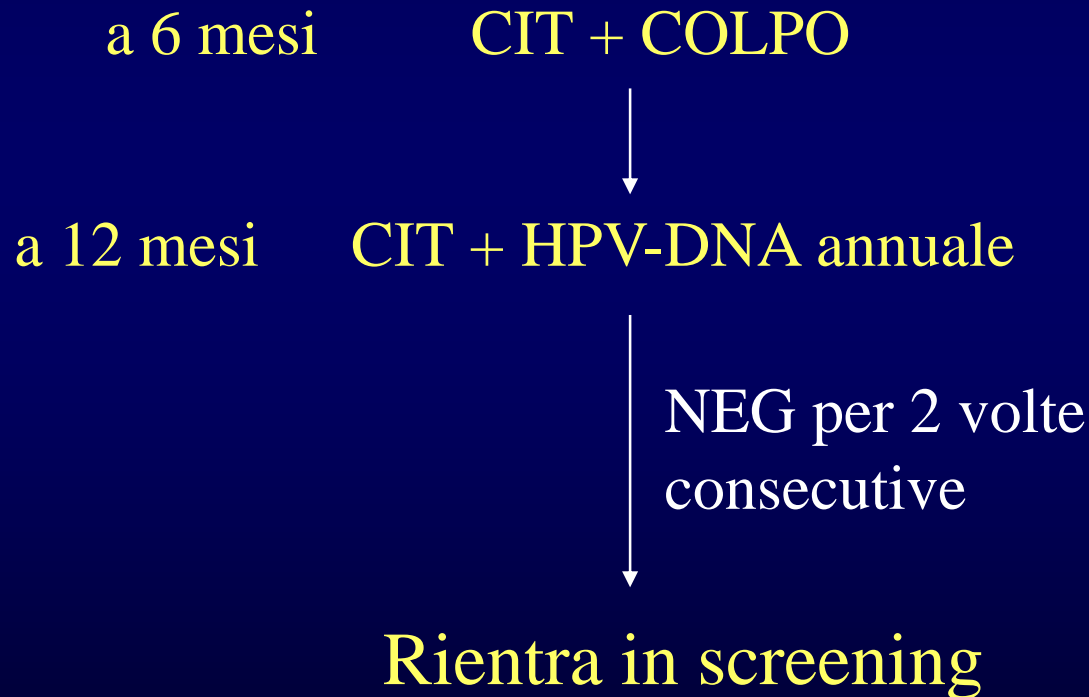 a 6 mesi CIT + COLPO
a 12 mesi CIT + HPV-DNA annuale
NEG per 2 volte
consecutive
Rientra in screening